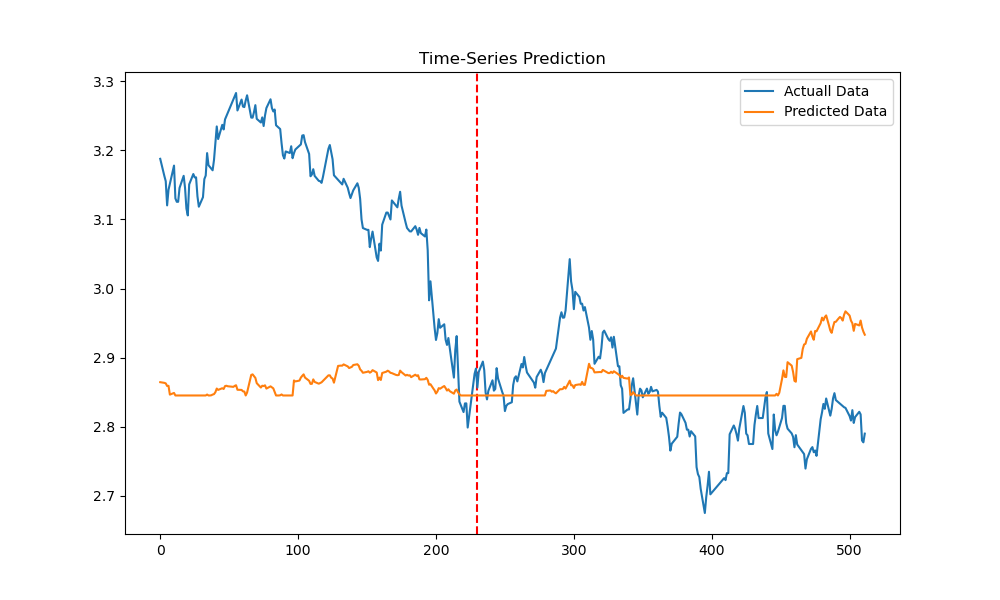 Time-Series Prediction
Actuall Data
Predicted Data
3.3
3.2
3.1
3.0
2.9
2.8
2.7
0 100 200 300 400 500